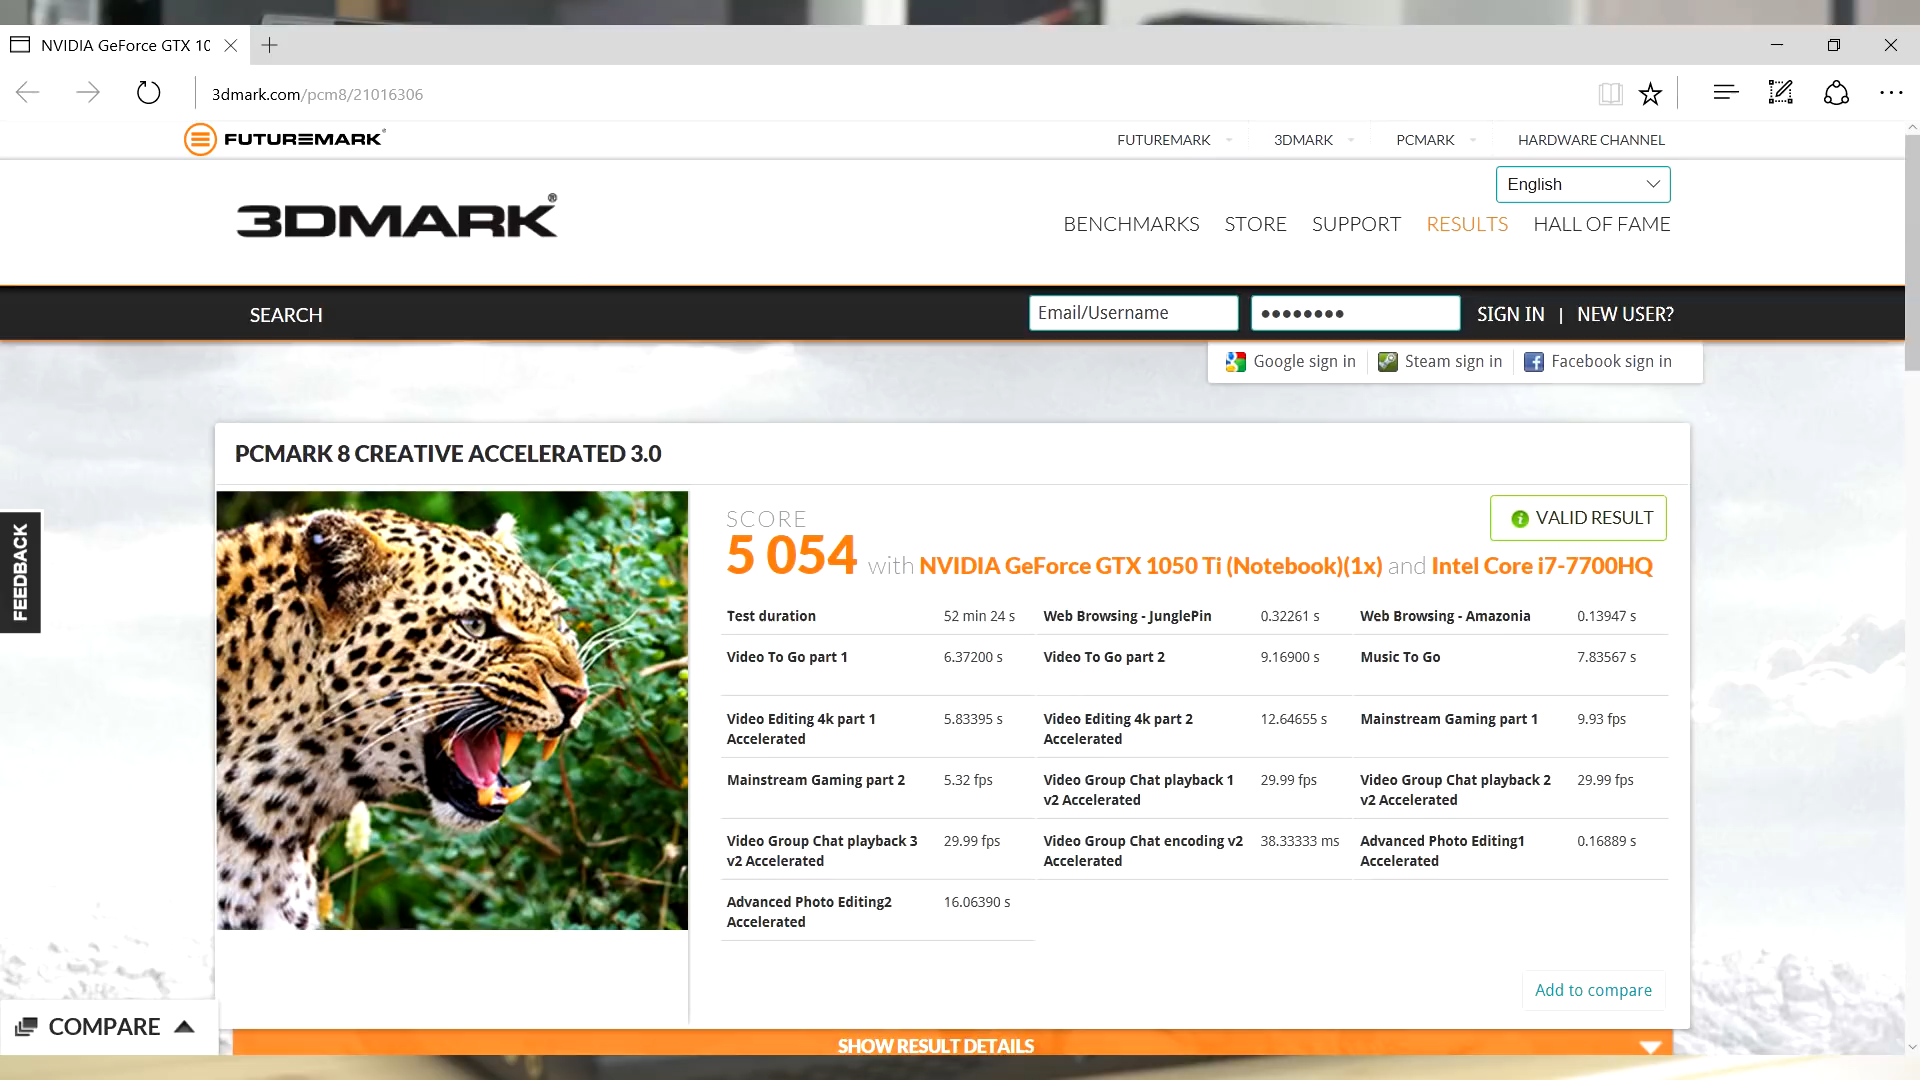 NVIDIA GeForce GTX 10
3dmark.com/pcm8/21016306
FUTUREMARK
FUTUREMARK 3DMARK PCMARK HARDWARE CHANNEL
English
3DMARK®
BENCHMARKS STORE SUPPORT RESULTS HALL OF FAME
SEARCH Email/Username SIGN IN | NEW USER?
Google sign in Steam sign in Facebook sign in
PCMARK 8 CREATIVE ACCELERATED 3.0
FEEDBACK
SCORE
VALID RESULT
5 054 with NVIDIA GeForce GTX 1050 Ti (Notebook)(1x) and Intel Core i7-7700HQ
Test duration 52 min 24 s Web Browsing - JunglePin 0.32261 s Web Browsing - Amazonia 0.13947 s
Video To Go part 1 6.37200 s Video To Go part 2 9.16900 s Music To Go 7.83567 s
Video Editing 4k part 1 5.83395 s Video Editing 4k part 2 12.64655 s Mainstream Gaming part 1 9.93 fps
Accelerated Accelerated
Mainstream Gaming part 2 5.32 fps Video Group Chat playback 1 29.99 fps Video Group Chat playback 2 29.99 fps
v2 Accelerated v2 Accelerated
Video Group Chat playback 3 29.99 fps Video Group Chat encoding v2 38.33333 ms Advanced Photo Editing1 0.16889 s
v2 Accelerated Accelerated Accelerated
Advanced Photo Editing2 16.06390 s
Accelerated
Add to compare
COMPARE
SHOW RESULT DETAILS